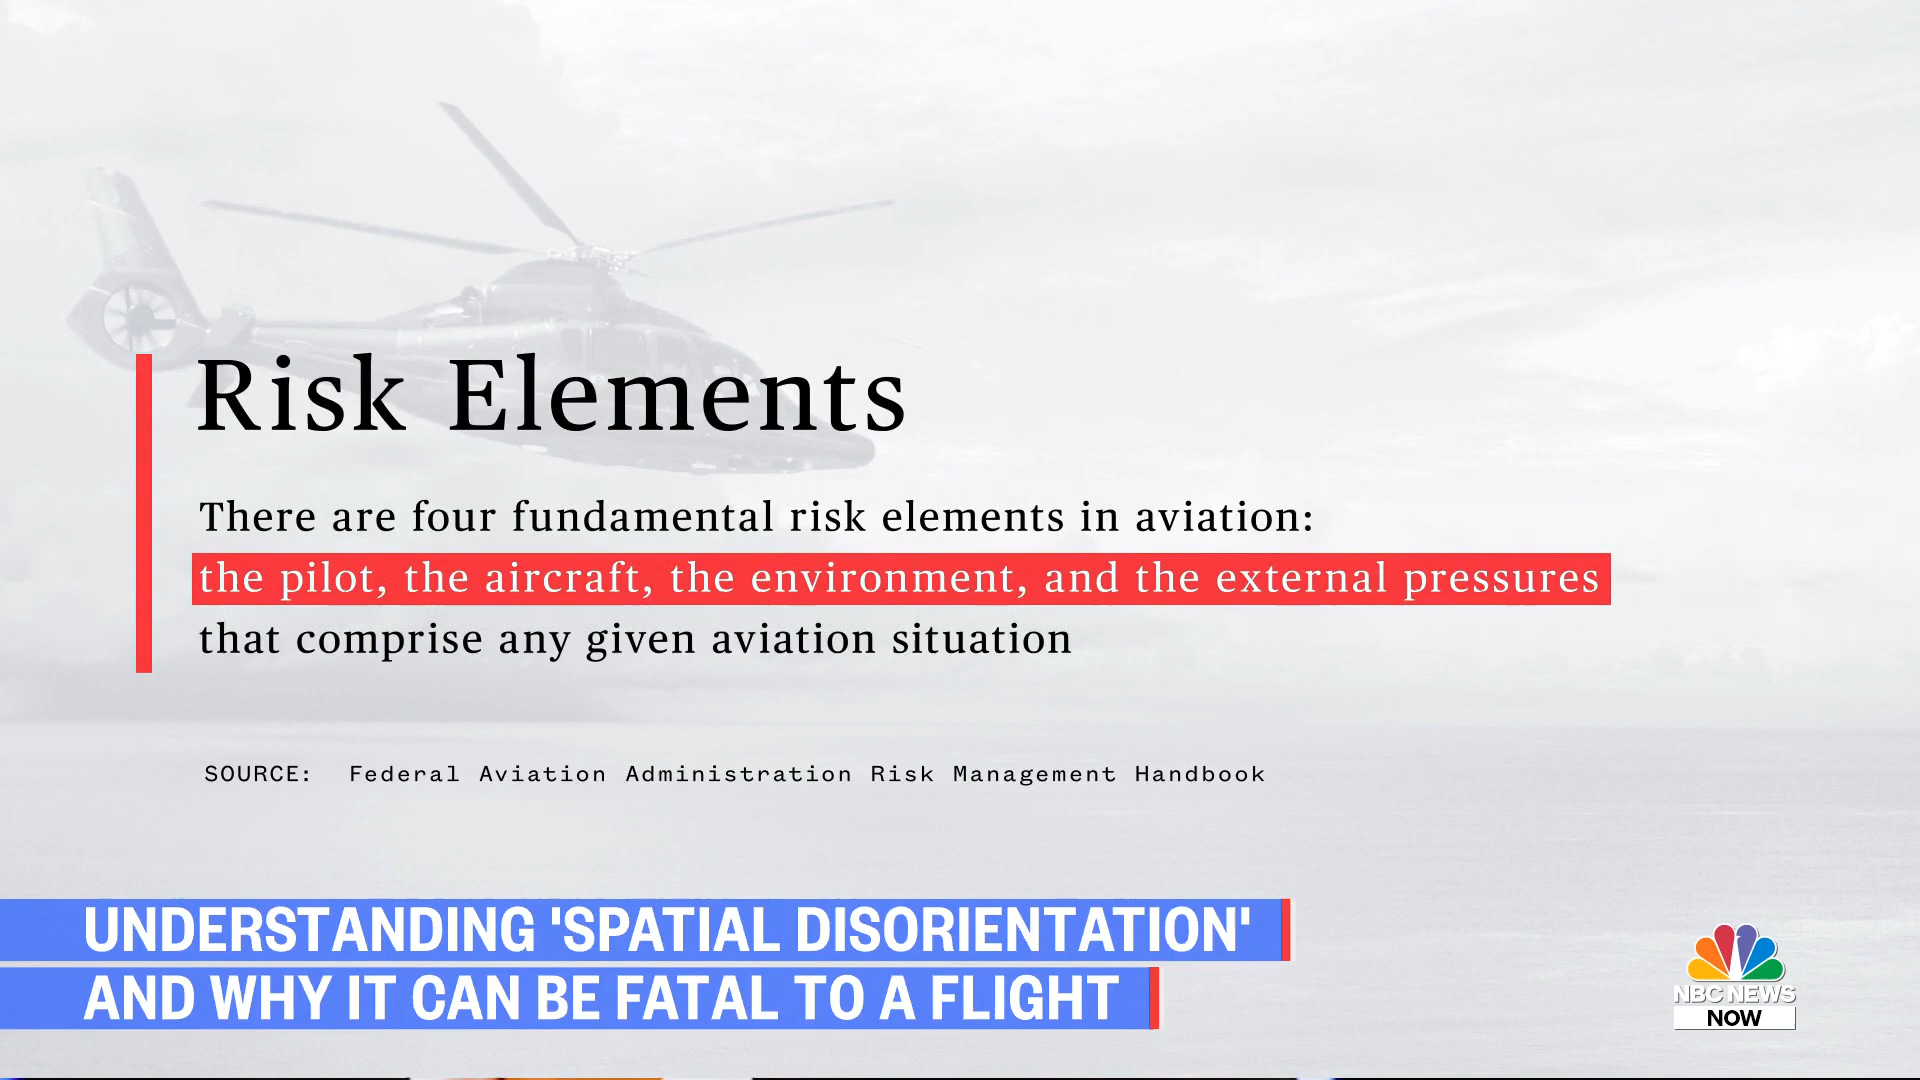 Risk Elements
There are four fundamental risk elements in aviation:
the pilot, the aircraft, the environment, and the external pressures
that comprise any given aviation situation
SOURCE: Federal Aviation Administration Risk Management Handbook
UNDERSTANDING 'SPATIAL DISORIENTATION'
AND WHY IT CAN BE FATAL TO A FLIGHT
NBC NEWS
NOW